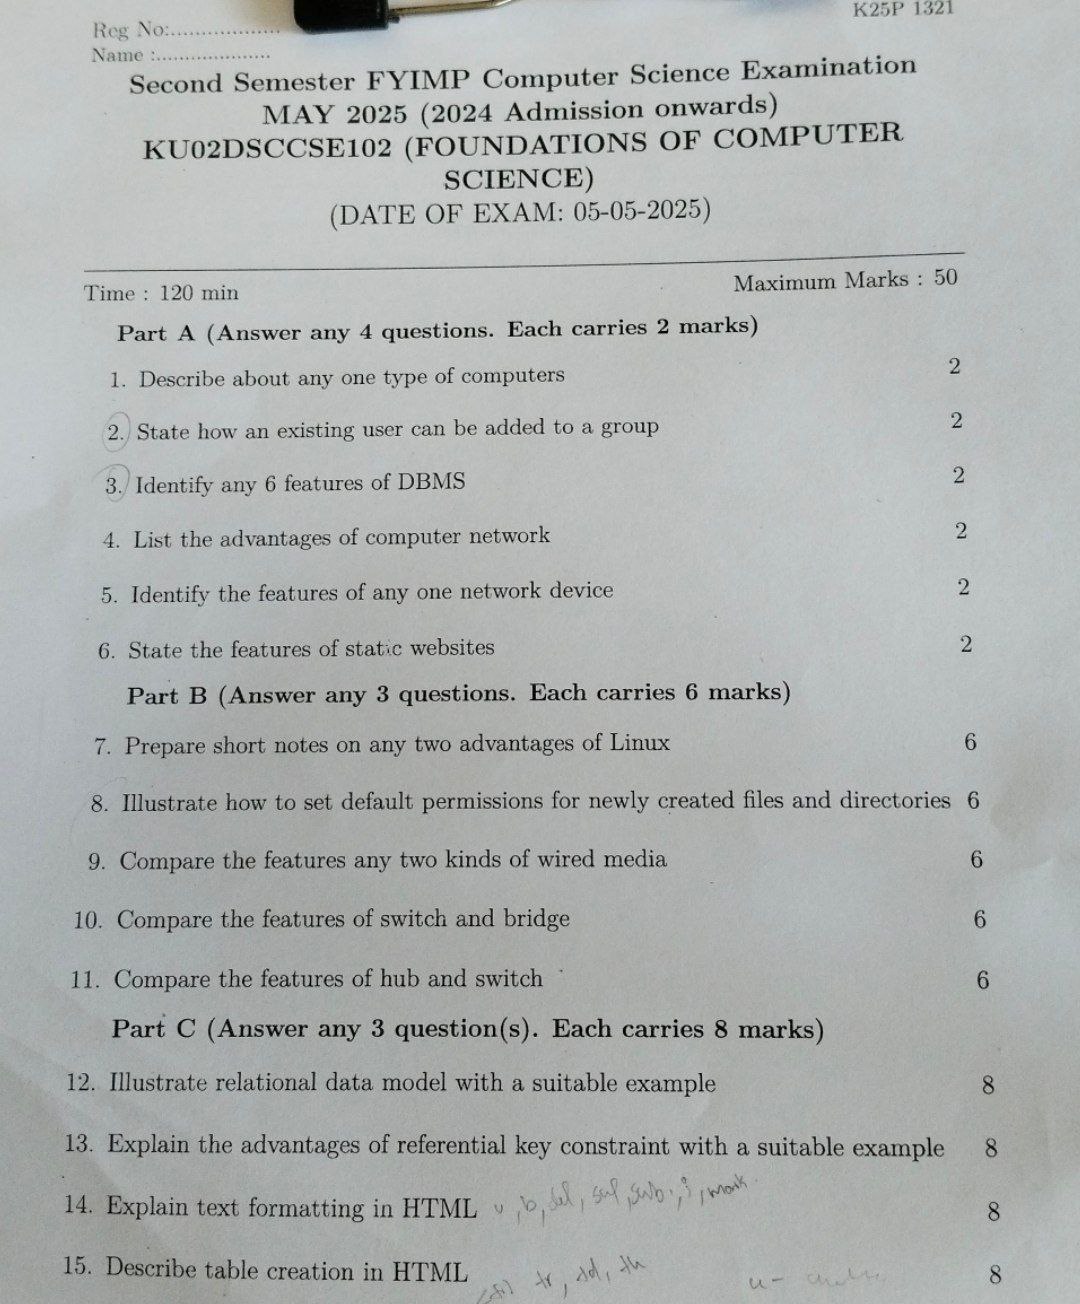 K25P 1321
Reg No:..................
Name :...................
Second Semester FYIMP Computer Science Examination
MAY 2025 (2024 Admission onwards)
KU02DSCCSE102 (FOUNDATIONS OF COMPUTER
SCIENCE)
(DATE OF EXAM: 05-05-2025)
Time : 120 min Maximum Marks : 50
Part A (Answer any 4 questions. Each carries 2 marks)
1. Describe about any one type of computers 2
2. State how an existing user can be added to a group 2
3. Identify any 6 features of DBMS 2
4. List the advantages of computer network 2
5. Identify the features of any one network device 2
6. State the features of static websites 2
Part B (Answer any 3 questions. Each carries 6 marks)
7. Prepare short notes on any two advantages of Linux 6
8. Illustrate how to set default permissions for newly created files and directories 6
9. Compare the features any two kinds of wired media 6
10. Compare the features of switch and bridge 6
11. Compare the features of hub and switch 6
Part C (Answer any 3 question(s). Each carries 8 marks)
12. Illustrate relational data model with a suitable example 8
13. Explain the advantages of referential key constraint with a suitable example 8
14. Explain text formatting in HTML u, b, del, sup, sub, i, mark 8
15. Describe table creation in HTML tr, td, th 8